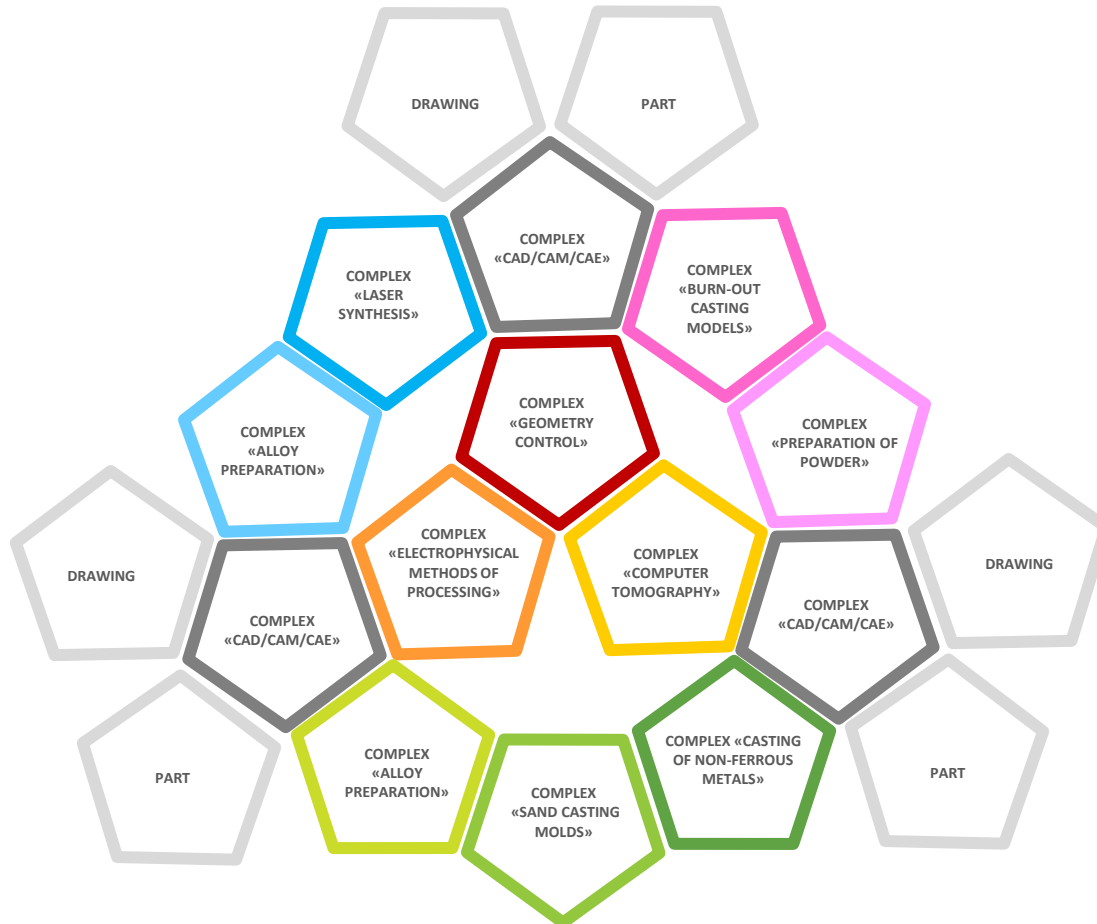 DRAWING
PART
COMPLEX
«CAD/CAM/CAE»
COMPLEX
«LASER
SYNTHESIS»
COMPLEX
«BURN-OUT
CASTING
MODELS»
COMPLEX
«GEOMETRY
CONTROL»
COMPLEX
«ALLOY
PREPARATION»
COMPLEX
«PREPARATION OF
POWDER»
COMPLEX
«ELECTROPHYSICAL
METHODS OF
PROCESSING»
COMPLEX
«COMPUTER
TOMOGRAPHY»
DRAWING
DRAWING
COMPLEX
«CAD/CAM/CAE»
COMPLEX
«CAD/CAM/CAE»
PART
COMPLEX
«ALLOY
PREPARATION»
COMPLEX
«SAND CASTING
MOLDS»
COMPLEX «CASTING
OF NON-FERROUS
METALS»
PART